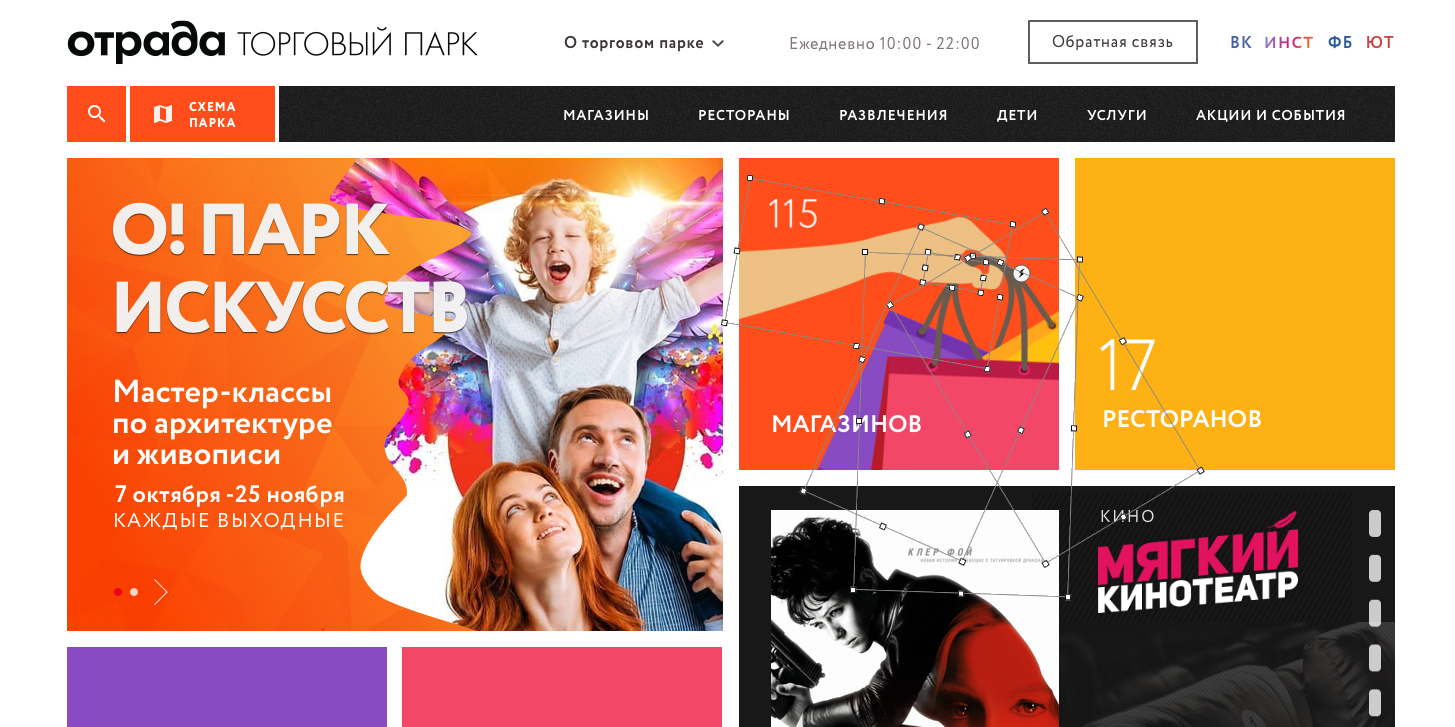 отрада ТОРГОВЫЙ ПАРК
О торговом парке
Ежедневно 10:00 - 22:00
Обратная связь
ВК ИНСТ ФБ ЮТ
СХЕМА
ПАРКА
МАГАЗИНЫ РЕСТОРАНЫ РАЗВЛЕЧЕНИЯ ДЕТИ УСЛУГИ АКЦИИ И СОБЫТИЯ
О! ПАРК
ИСКУССТВ
Мастер-классы
по архитектуре
и живописи
7 октября -25 ноября
КАЖДЫЕ ВЫХОДНЫЕ
115
МАГАЗИНОВ
17
РЕСТОРАНОВ
КЛЕР ФОЙ
КИНО
МЯГКИЙ
КИНОТЕАТР